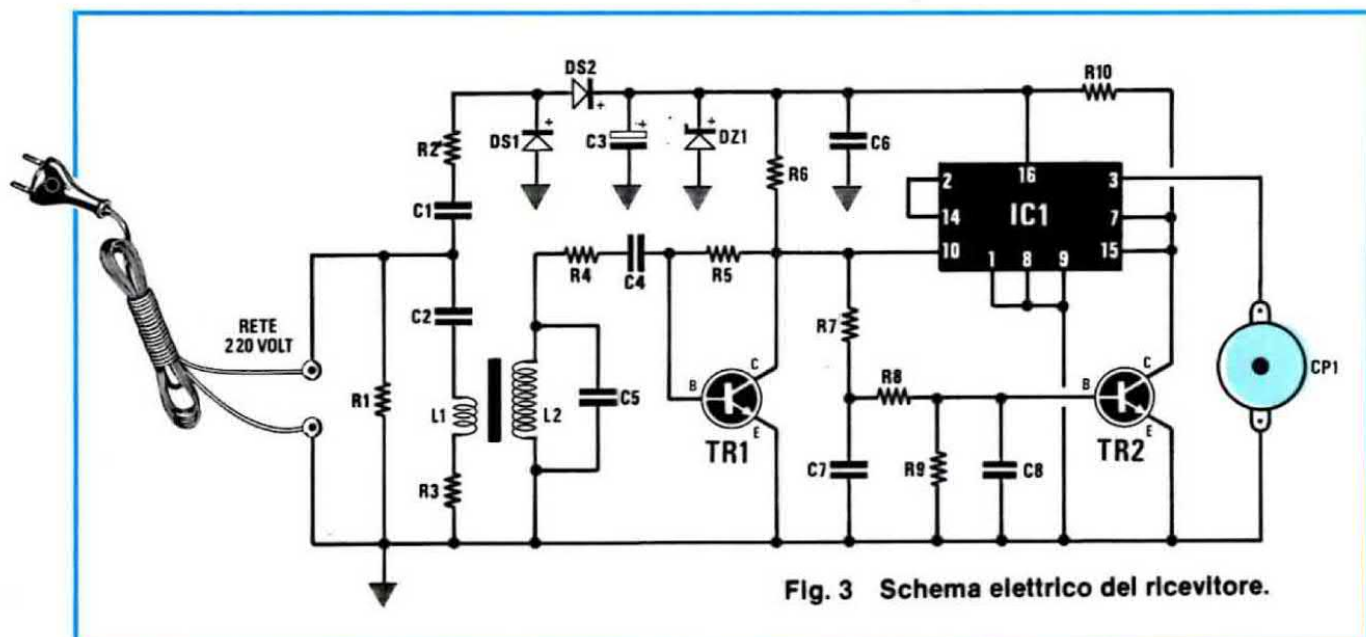 DS2
R10
R2
DS1
C3
DZ1
C6
R6
2
16
3
14
IC1
7
10
1
8
9
15
C1
R4
C4
R5
C2
R7
RETE
220 VOLT
R1
L1
L2
C5
B
C
E
TR1
R8
B
C
E
TR2
CP1
R3
C7
R9
C8
+
+
+
+
Fig. 3 Schema elettrico del ricevitore.